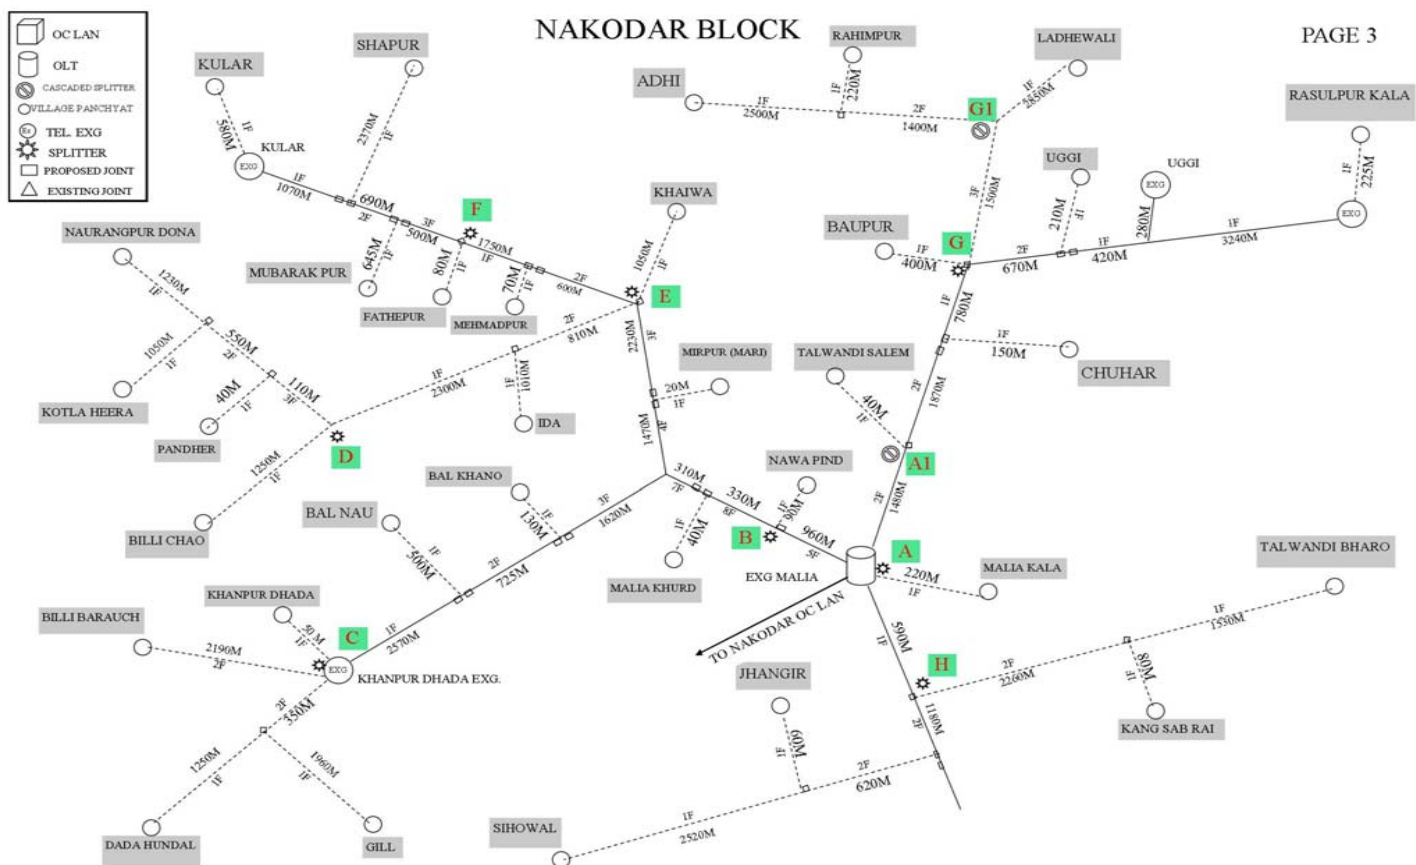 NAKODAR BLOCK
PAGE 3
OC LAN
OLT
CASCADED SPLITTER
VILLAGE PANCHYAT
Ex
TEL. EXG
SPLITTER
PROPOSED JOINT
EXISTING JOINT
KULAR
SHAPUR
580M
1F
2370M
1F
EXG
KULAR
1F
1070M
690M
2F
3F
500M
F
1750M
1F
2F
600M
645M
1F
80M
1F
70M
1F
MUBARAK PUR
FATHEPUR
MEHMADPUR
KHAIWA
1050M
1F
E
2F
810M
1F
2300M
1010M
1F
IDA
NAURANGPUR DONA
1230M
1F
1050M
1F
550M
2F
KOTLA HEERA
40M
1F
PANDHER
110M
3F
D
1250M
1F
BILLI CHAO
2230M
3F
MIRPUR (MARI)
20M
1F
1470M
4F
RAHIMPUR
LADHEWALI
ADHI
1F
2500M
220M
1F
2F
1400M
G1
1F
2850M
RASULPUR KALA
1F
225M
EXG
3F
1500M
UGGI
UGGI
EXG
210M
1F
280M
1F
3240M
BAUPUR
1F
400M
G
2F
670M
1F
420M
1F
780M
1F
150M
CHUHAR
TALWANDI SALEM
40M
1F
2F
1870M
A1
2F
1480M
BAL KHANO
130M
1F
3F
1620M
310M
7F
330M
8F
NAWA PIND
1F
90M
B
960M
5F
1F
40M
MALIA KHURD
EXG MALIA
A
220M
1F
MALIA KALA
TO NAKODAR OC LAN
BAL NAU
1F
500M
2F
725M
KHANPUR DHADA
50 M
1F
C
1F
2570M
BILLI BARAUCH
2190M
2F
EXG
KHANPUR DHADA EXG.
2F
350M
1250M
1F
1960M
1F
DADA HUNDAL
GILL
590M
1F
H
TALWANDI BHARO
1F
1530M
2F
2260M
80M
1F
KANG SAB RAI
1180M
2F
JHANGIR
60M
1F
2F
620M
SIHOWAL
1F
2520M